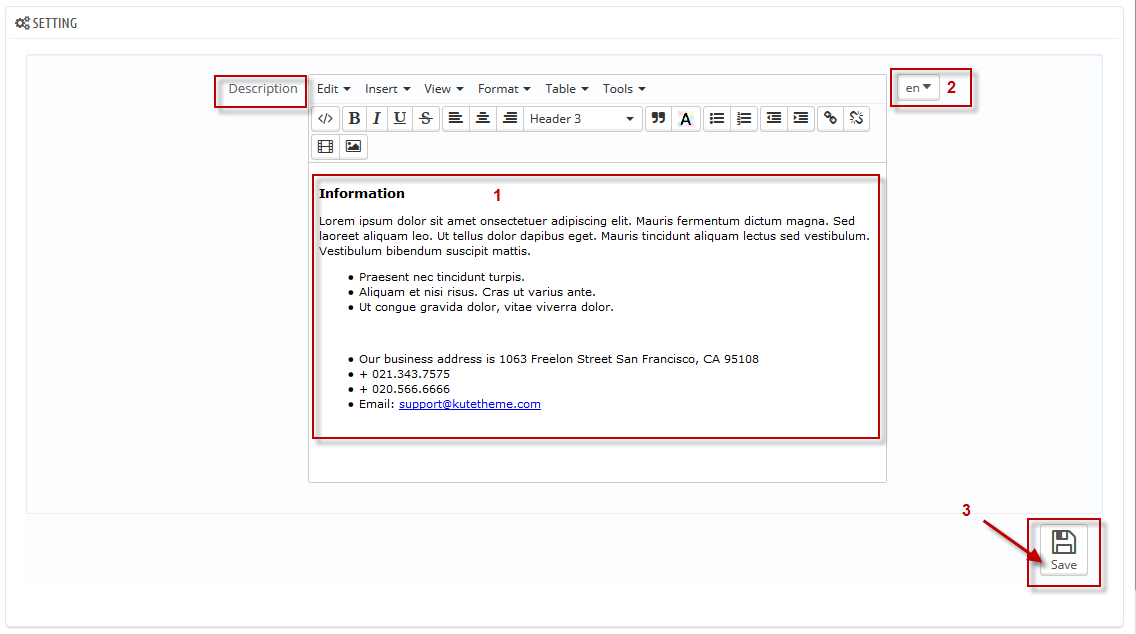 SETTING
Description
Edit Insert View Format Table Tools
en 2
B I U S Header 3 A
Information 1
Lorem ipsum dolor sit amet onsectetuer adipiscing elit. Mauris fermentum dictum magna. Sed
laoreet aliquam leo. Ut tellus dolor dapibus eget. Mauris tincidunt aliquam lectus sed vestibulum.
Vestibulum bibendum suscipit mattis.
Praesent nec tincidunt turpis.
Aliquam et nisi risus. Cras ut varius ante.
Ut congue gravida dolor, vitae viverra dolor.
Our business address is 1063 Freelon Street San Francisco, CA 95108
+ 021.343.7575
+ 020.566.6666
Email: support@kutetheme.com
3
Save